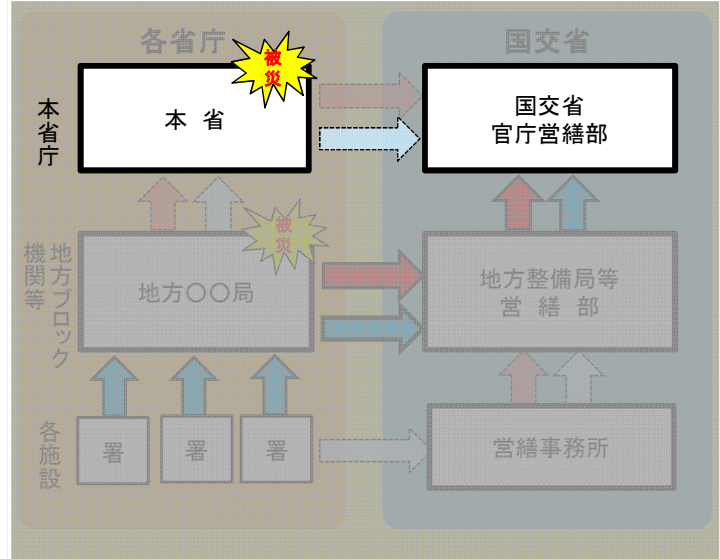 各省庁
国交省
被災
本省庁
本 省
国交省
官庁営繕部
被災
地方ブロック
機関等
地方〇〇局
地方整備局等
営 繕 部
各施設
署
署
署
営繕事務所